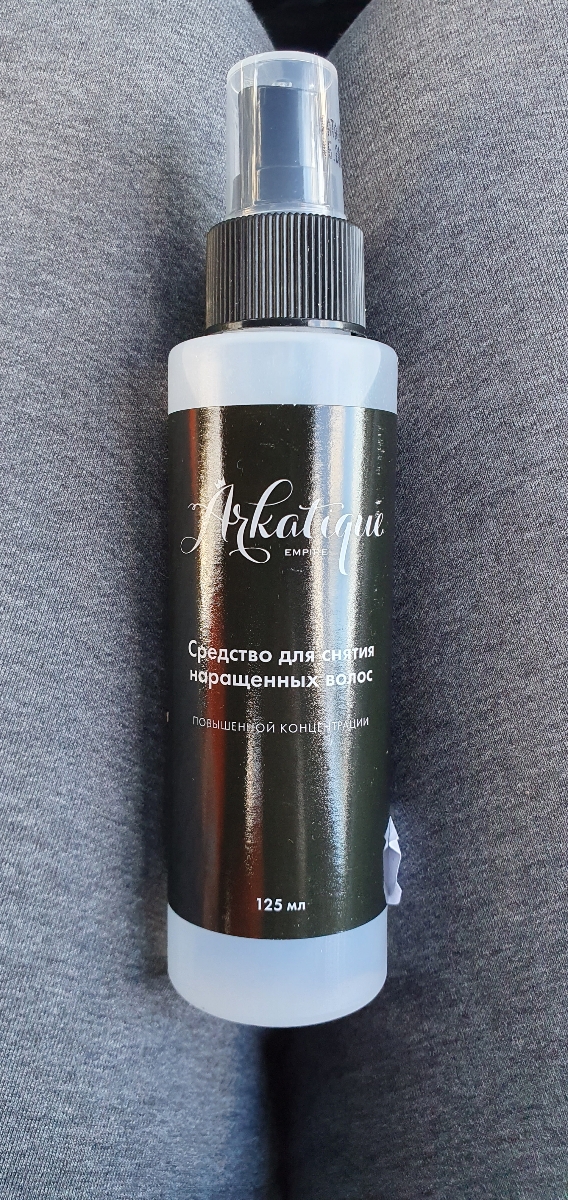 Arkatique
EMPIRE
Средство для снятия
наращенных волос
ПОВЫШЕННОЙ КОНЦЕНТРАЦИИ
125 мл